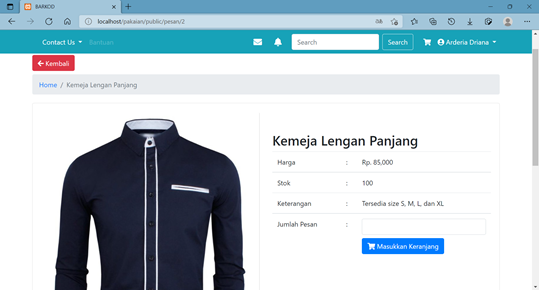 BARKCIO
localhost/pakaian/public/pesan/2
Contact Us Bantuan Search Search Arderia Driana
Kembali
Home / Kemeja Lengan Panjang
Kemeja Lengan Panjang
Harga : Rp. 85,000
Stok : 100
Keterangan : Tersedia size S, M, L, dan XL
Jumlah Pesan :
Masukkan Keranjang